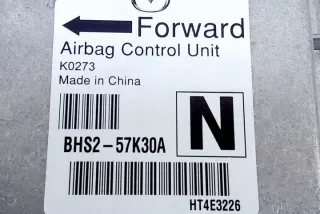 Forward
Airbag Control Unit
K0273
Made in China
N
BHS2-57K30A
HT4E3226